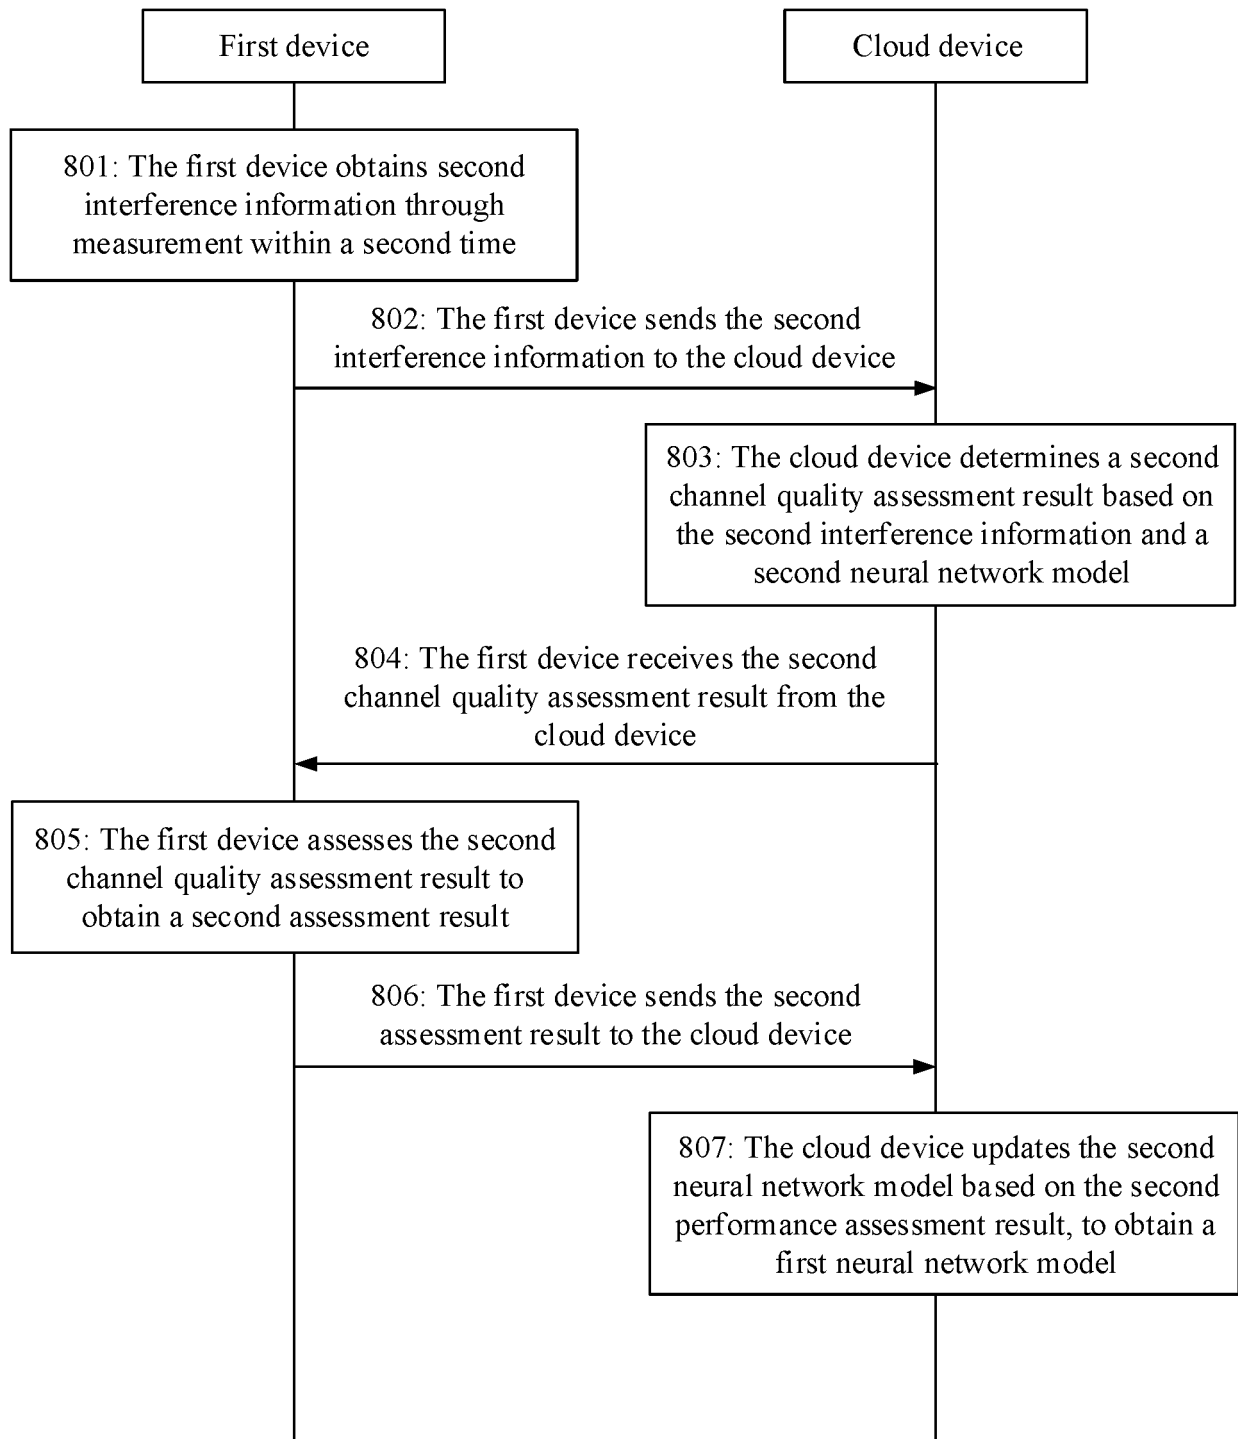 First device
Cloud device
801: The first device obtains second
interference information through
measurement within a second time
802: The first device sends the second
interference information to the cloud device
803: The cloud device determines a second
channel quality assessment result based on
the second interference information and a
second neural network model
804: The first device receives the second
channel quality assessment result from the
cloud device
805: The first device assesses the second
channel quality assessment result to
obtain a second assessment result
806: The first device sends the second
assessment result to the cloud device
807: The cloud device updates the second
neural network model based on the second
performance assessment result, to obtain a
first neural network model